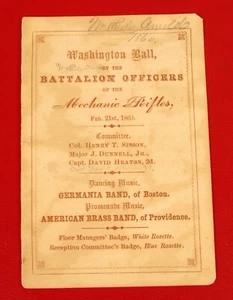 Washington Ball,
BY THE
BATTALION OFFICERS
OF THE
Mechanic Rifles,
FEB. 21st, 1861.
Committee.
COL. HENRY T. SISSON,
MAJOR J. DUNNELL, JR.,
CAPT. DAVID HEATON, 2d.
Dancing Music,
GERMANIA BAND, of Boston.
Promenade Music,
AMERICAN BRASS BAND, of Providence.
Floor Managers' Badge, White Rosette.
Reception Committee's Badge, Blue Rosette.